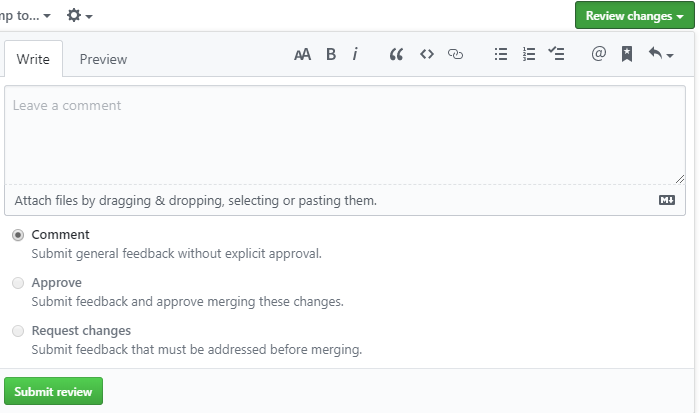 mp to...
Review changes
Write Preview AA B i @
Leave a comment
Attach files by dragging & dropping, selecting or pasting them.
Comment
Submit general feedback without explicit approval.
Approve
Submit feedback and approve merging these changes.
Request changes
Submit feedback that must be addressed before merging.
Submit review